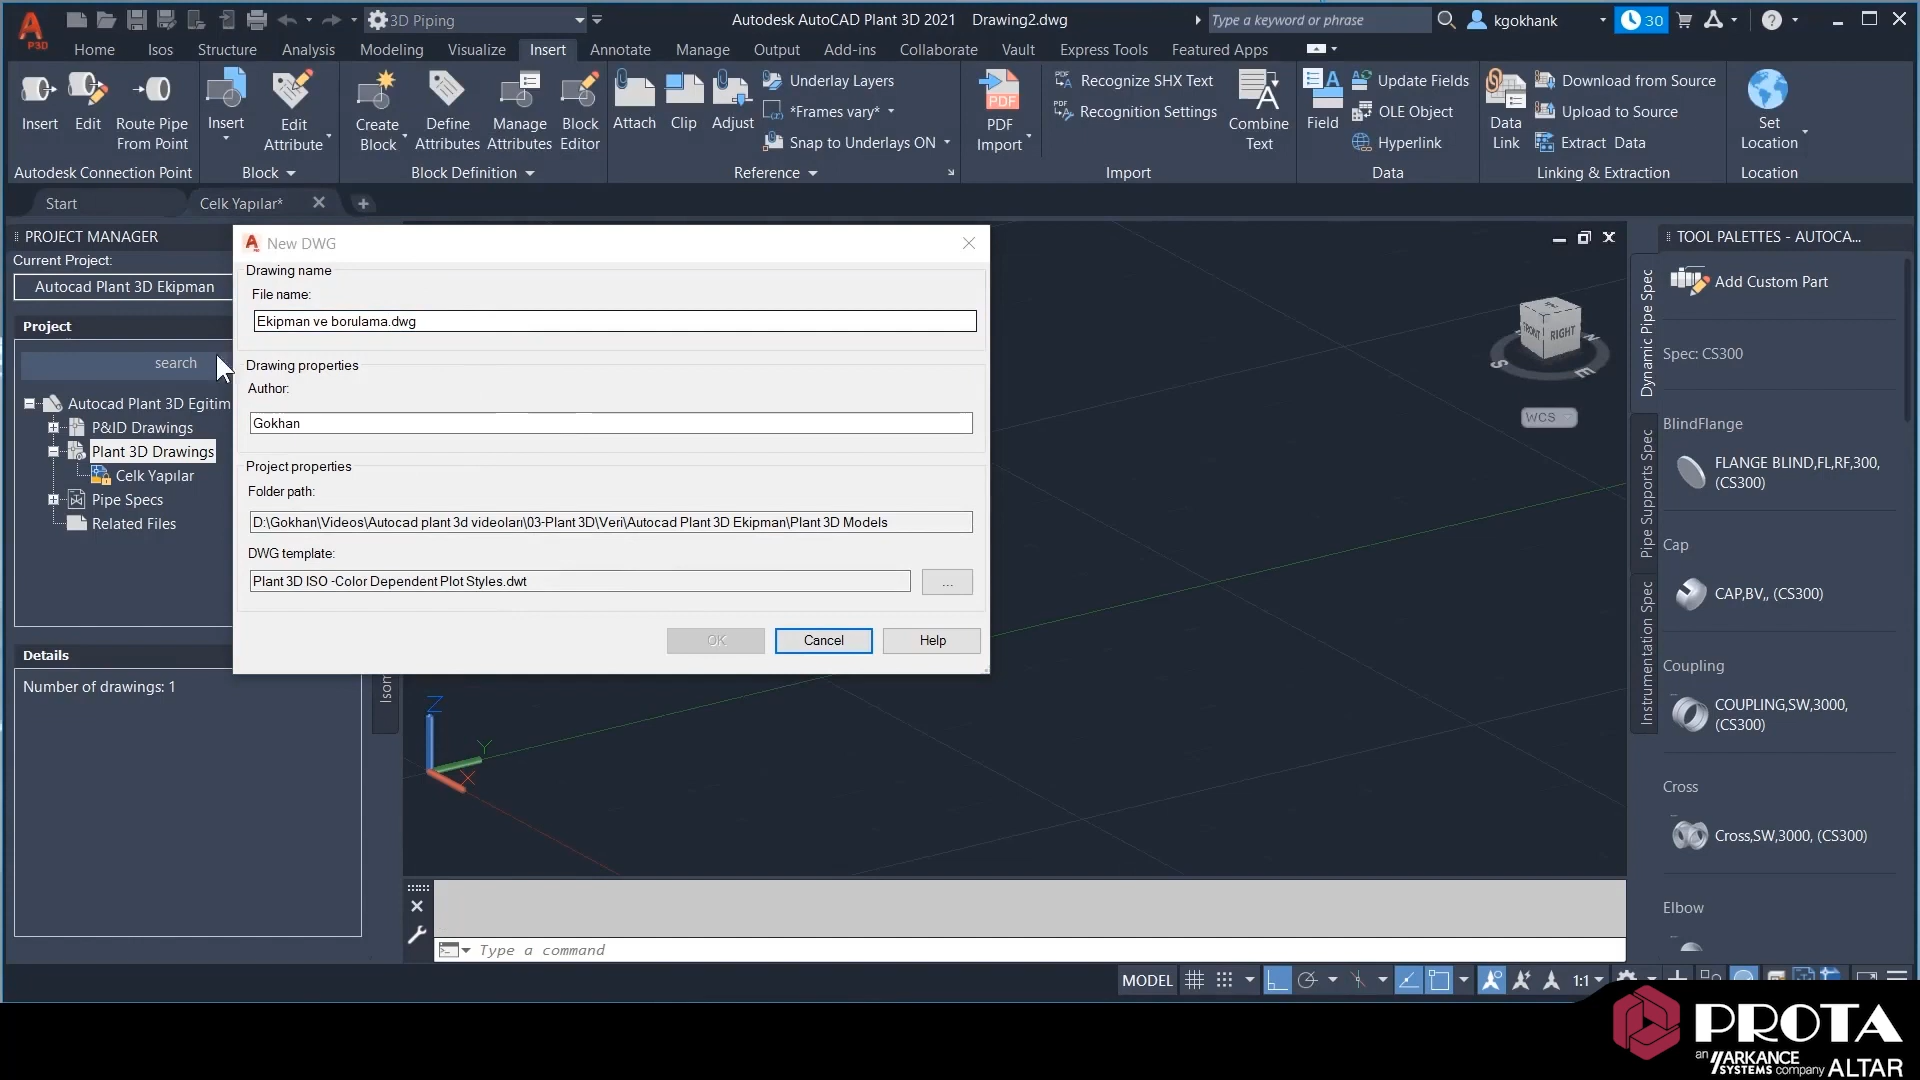 3D Piping
Autodesk AutoCAD Plant 3D 2021 Drawing2.dwg
Type a keyword or phrase
kgokhank
30
P3D
Home
Isos
Structure
Analysis
Modeling
Visualize
Insert
Annotate
Manage
Output
Add-ins
Collaborate
Vault
Express Tools
Featured Apps
Insert
Edit
Route Pipe
From Point
Insert
Edit
Attribute
Create
Block
Define
Attributes
Manage
Attributes
Block
Editor
Attach
Clip
Adjust
Underlay Layers
*Frames vary*
Snap to Underlays ON
PDF
PDF
Import
PDF
Recognize SHX Text
PDF
Recognition Settings
Combine
Text
Field
Update Fields
OLE Object
Hyperlink
Data
Link
Download from Source
Upload to Source
Extract Data
Set
Location
Autodesk Connection Point
Block
Block Definition
Reference
Import
Data
Linking & Extraction
Location
Start
Celk Yapılar*
PROJECT MANAGER
Current Project:
Autocad Plant 3D Ekipman
Project
search
Autocad Plant 3D Egitim
P&ID Drawings
Plant 3D Drawings
Celk Yapılar
Pipe Specs
Related Files
Details
Number of drawings: 1
Isom
New DWG
Drawing name
File name:
Ekipman ve borulama.dwg
Drawing properties
Author:
Gokhan
Project properties
Folder path:
D:\Gokhan\Videos\Autocad plant 3d videoları\03-Plant 3D\Veri\Autocad Plant 3D Ekipman\Plant 3D Models
DWG template:
Plant 3D ISO -Color Dependent Plot Styles.dwt
...
OK
Cancel
Help
FRONT
RIGHT
N
S
E
WCS
Z
Y
X
TOOL PALETTES - AUTOCA...
Dynamic Pipe Spec
Pipe Supports Spec
Instrumentation Spec
Add Custom Part
Spec: CS300
BlindFlange
FLANGE BLIND,FL,RF,300,
(CS300)
Cap
CAP,BV,, (CS300)
Coupling
COUPLING,SW,3000,
(CS300)
Cross
Cross,SW,3000, (CS300)
Elbow
Type a command
MODEL
1:1
PROTA
an ARKANCE
SYSTEMS company
ALTAR